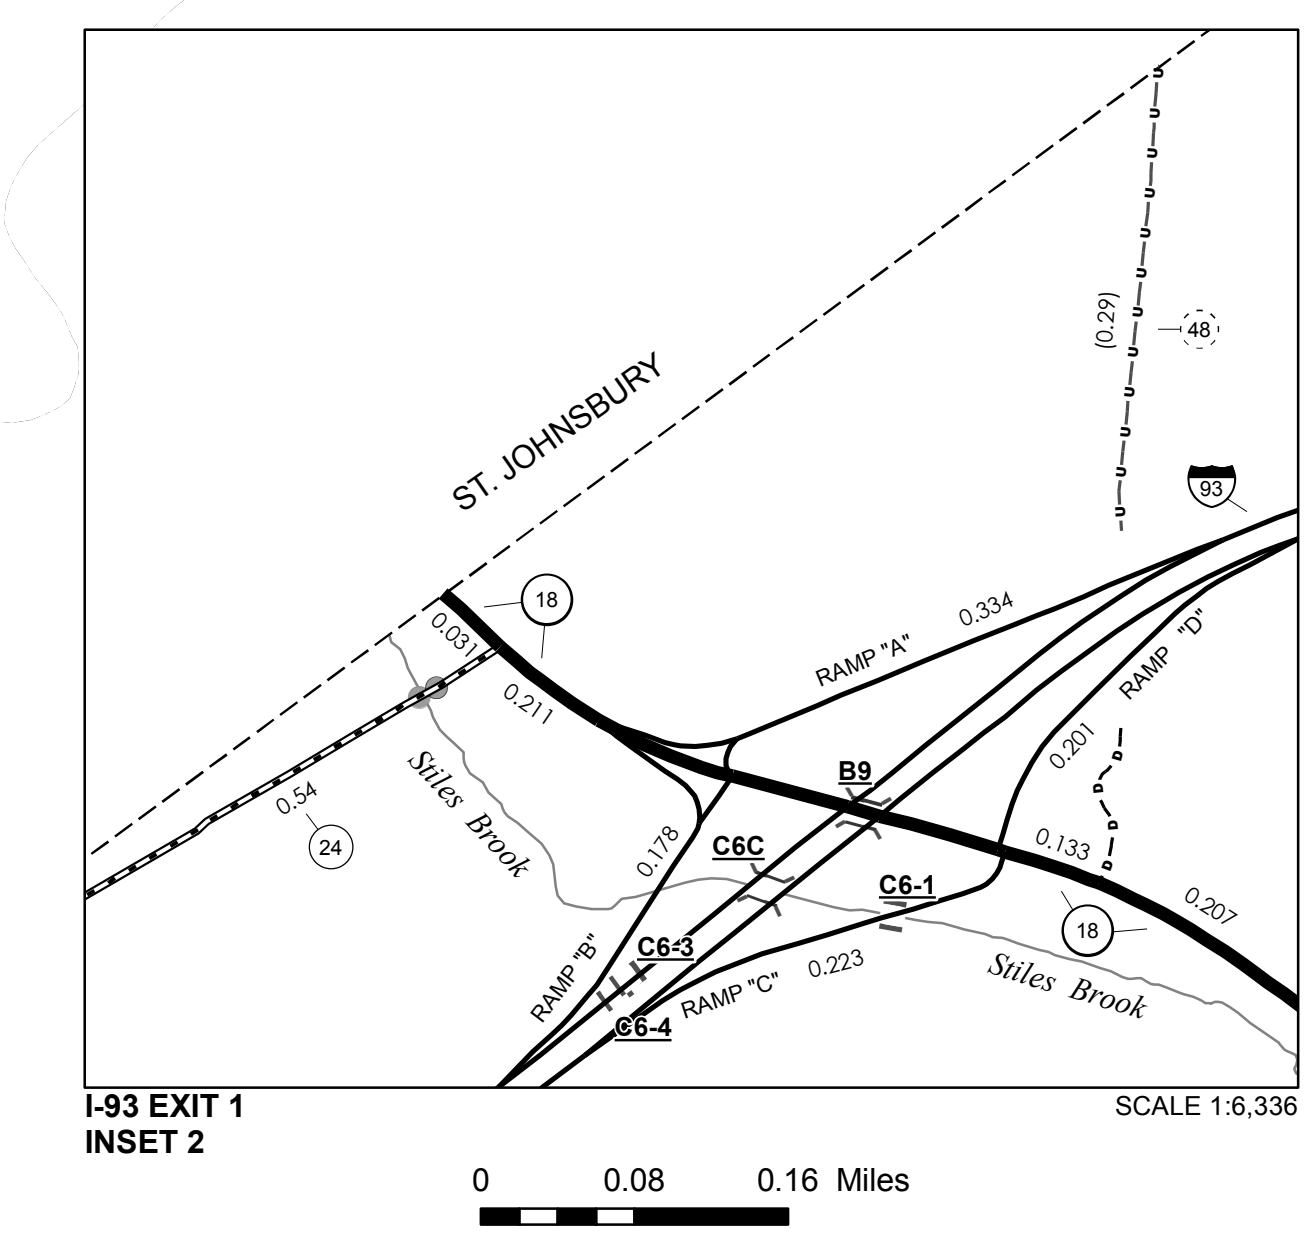 (0.29)
48
ST. JOHNSBURY
93
18
0.031
0.334
RAMP "A"
RAMP "D"
0.211
0.201
Stiles Brook
B9
0.54
24
0.178
C6C
0.133
C6-1
0.207
18
RAMP "B"
C6-3
0.223
RAMP "C"
Stiles Brook
C6-4
I-93 EXIT 1
SCALE 1:6,336
INSET 2
0 0.08 0.16 Miles